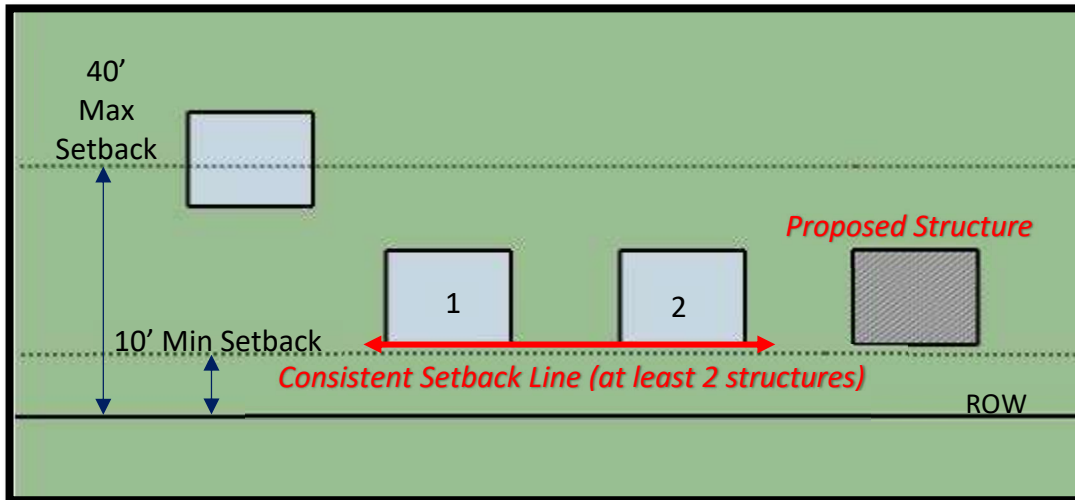 40’
Max
Setback
Proposed Structure
1
2
10’ Min Setback
Consistent Setback Line (at least 2 structures)
ROW